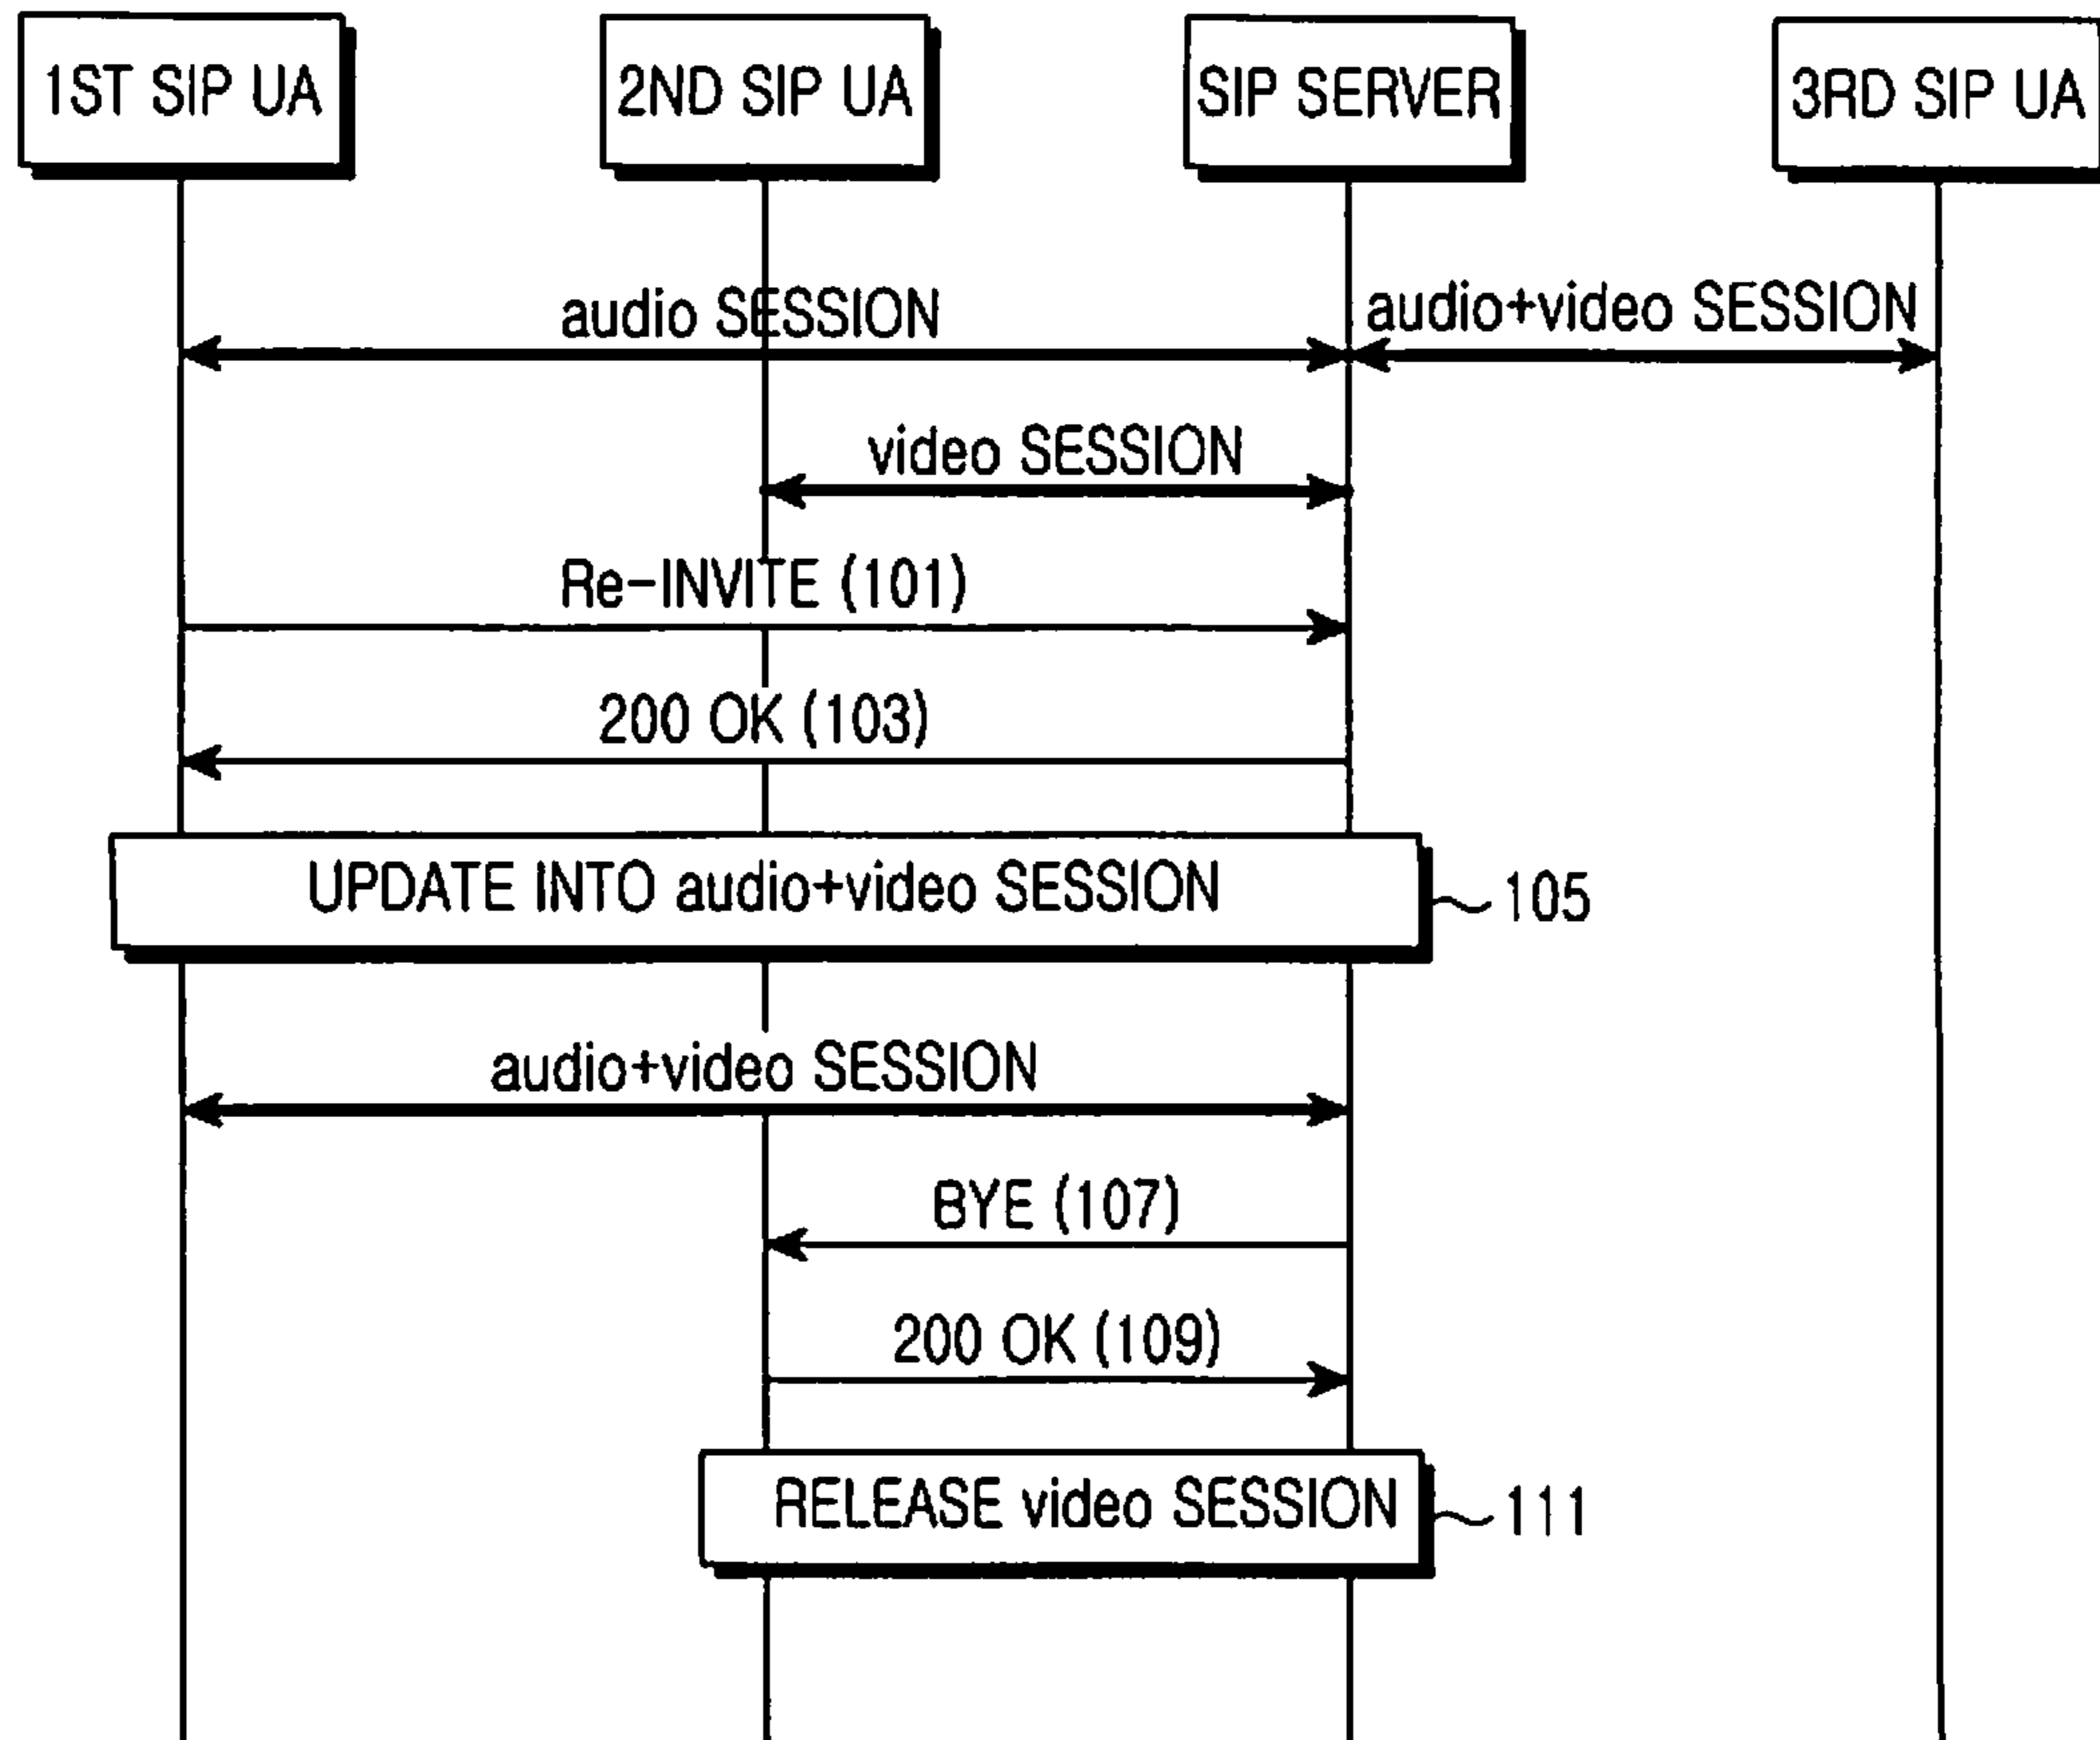 1ST SIP UA
2ND SIP UA
SIP SERVER
3RD SIP UA
audio SESSION
audio+video SESSION
video SESSION
Re-INVITE (101)
200 OK (103)
UPDATE INTO audio+video SESSION
105
audio+video SESSION
BYE (107)
200 OK (109)
RELEASE video SESSION
111